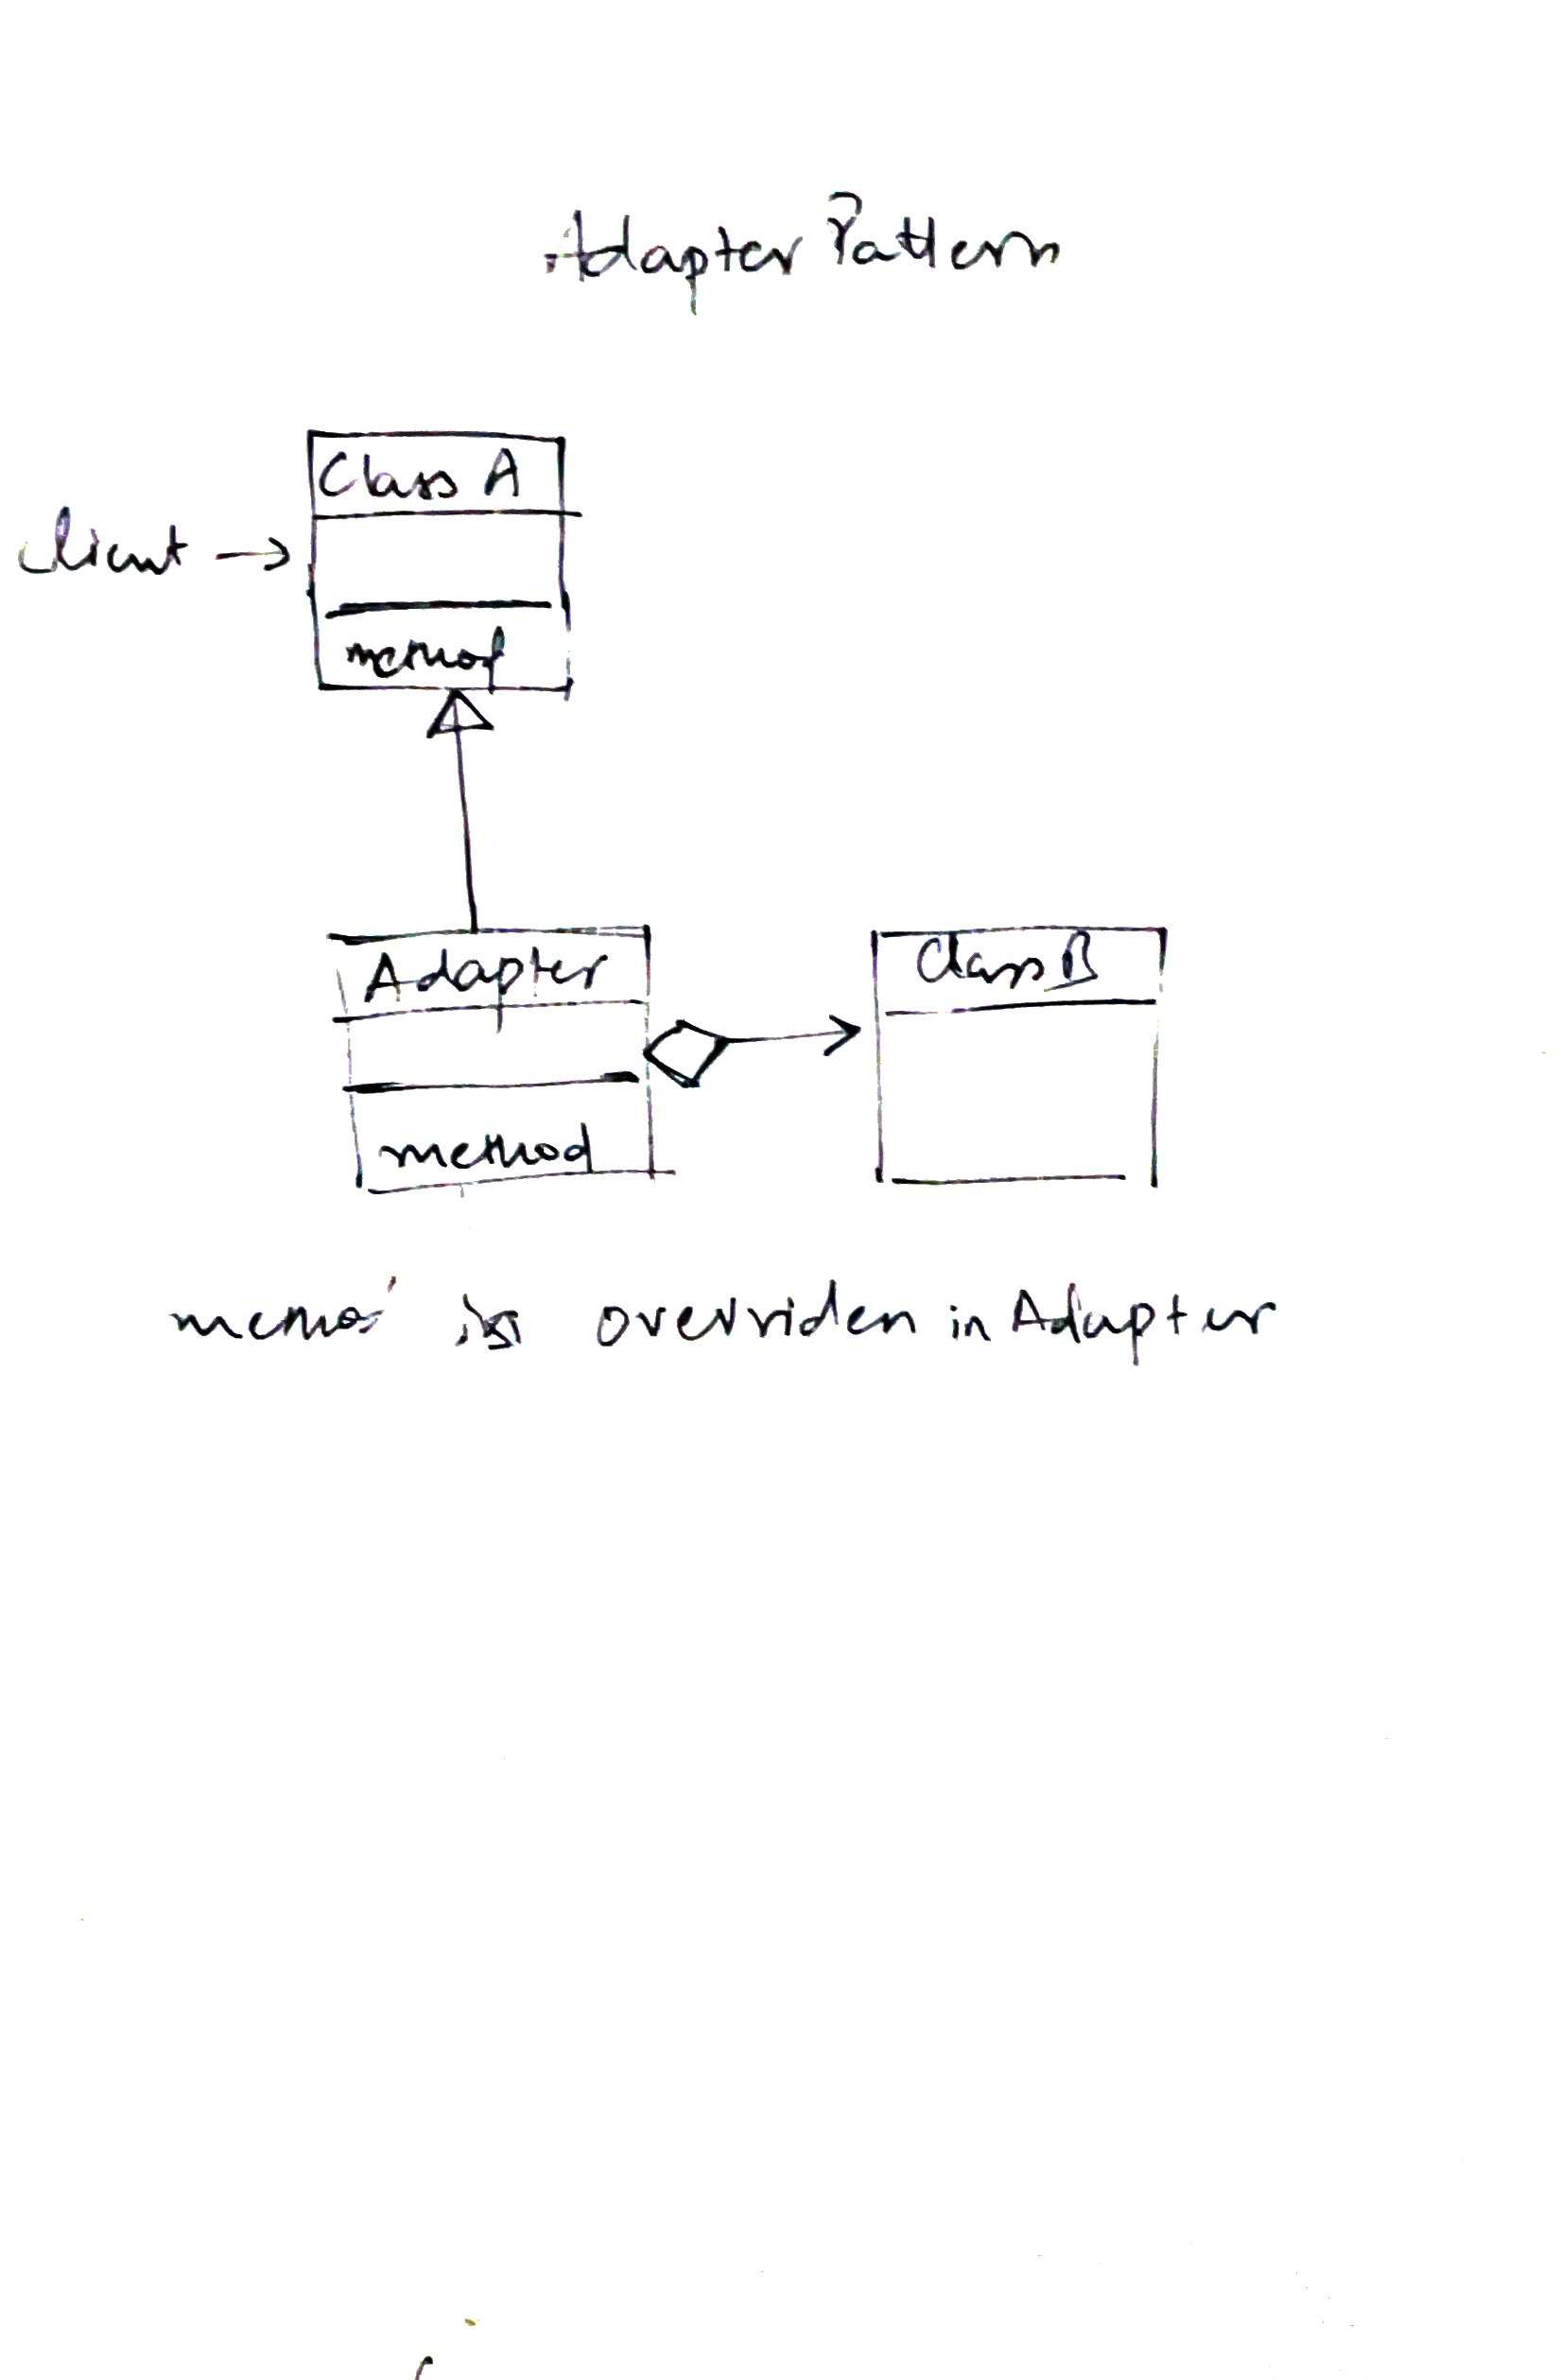 Adapter Pattern
Class A
client →
method
Adapter
Class B
method
method is overriden in Adapter